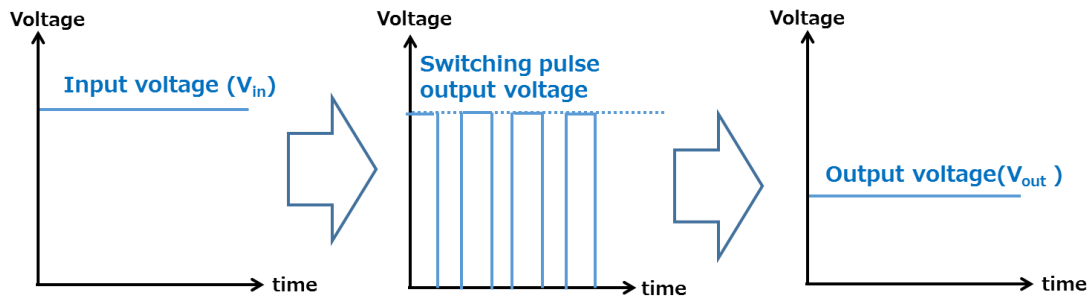 Voltage
Input voltage (Vin)
time
Voltage
Switching pulse
output voltage
time
Voltage
Output voltage(Vout )
time